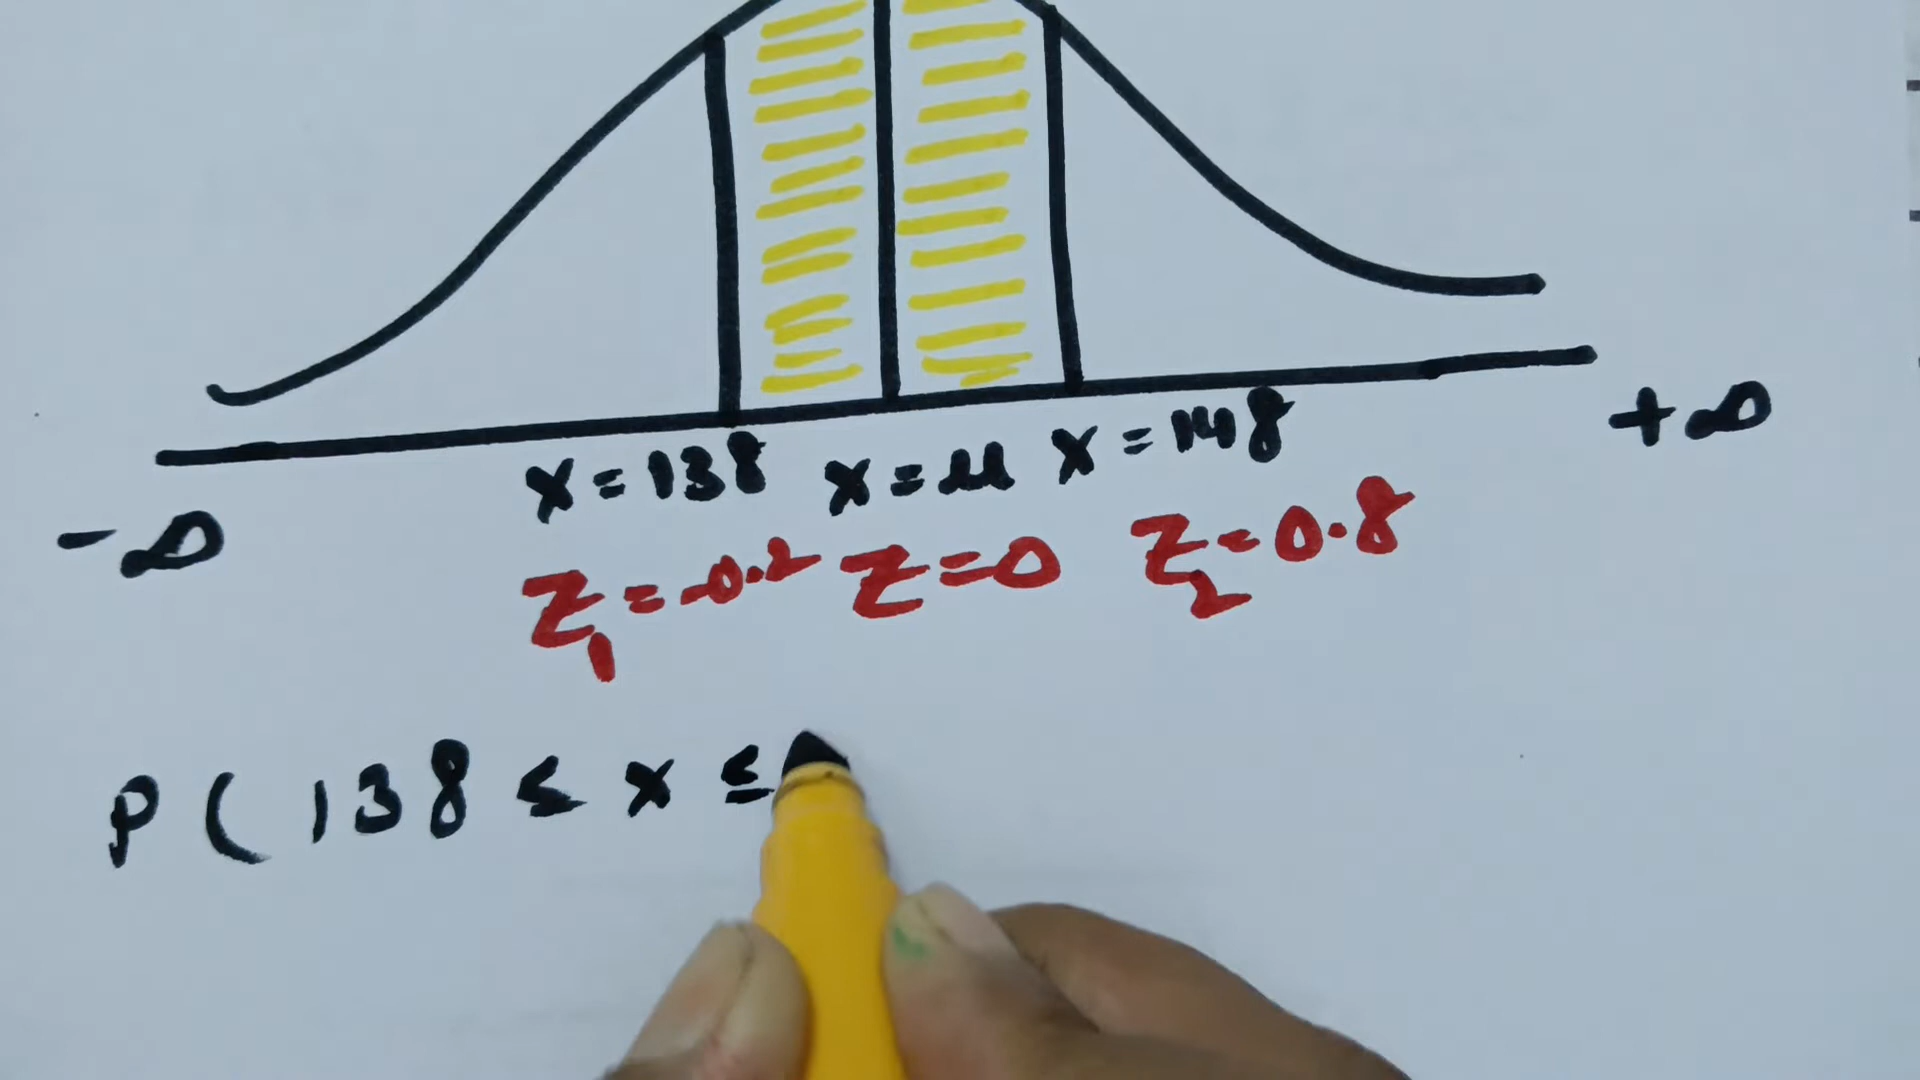 x=138 x=μ x=148 +∞
-∞
Z₁=-0.2 Z=0 Z₂=0.8
P(138≤x≤